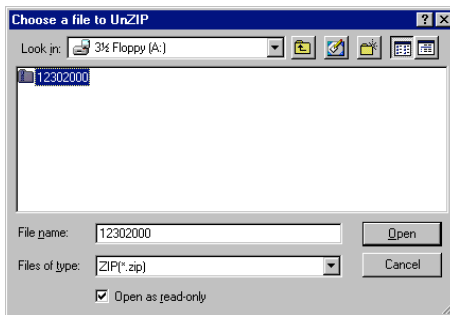 Choose a file to UnZIP
Look in: 3½ Floppy (A:)
12302000
File name: 12302000 Open
Files of type: ZIP(*.zip) Cancel
Open as read-only